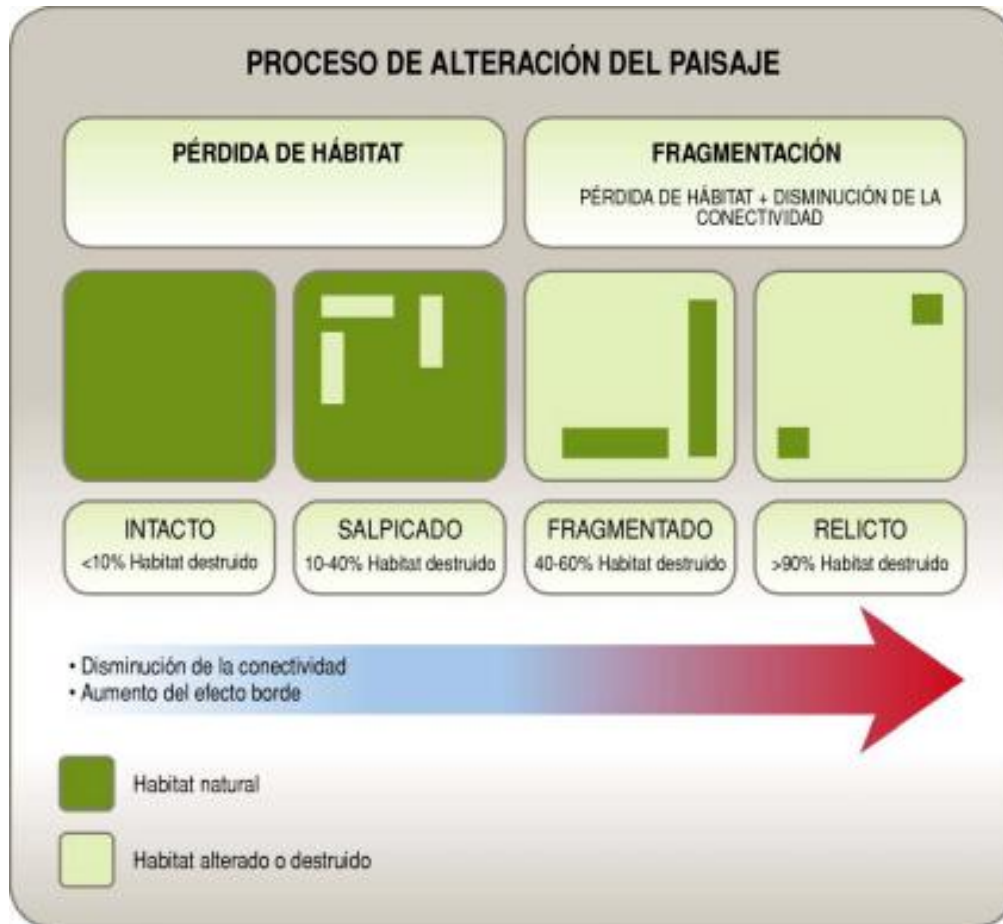 PROCESO DE ALTERACIÓN DEL PAISAJE
PÉRDIDA DE HÁBITAT
FRAGMENTACIÓN
PÉRDIDA DE HÁBITAT + DISMINUCIÓN DE LA
CONECTIVIDAD
INTACTO
<10% Habitat destruido
SALPICADO
10-40% Habitat destruido
FRAGMENTADO
40-60% Habitat destruido
RELICTO
>90% Habitat destruido
• Disminución de la conectividad
• Aumento del efecto borde
Habitat natural
Habitat alterado o destruido